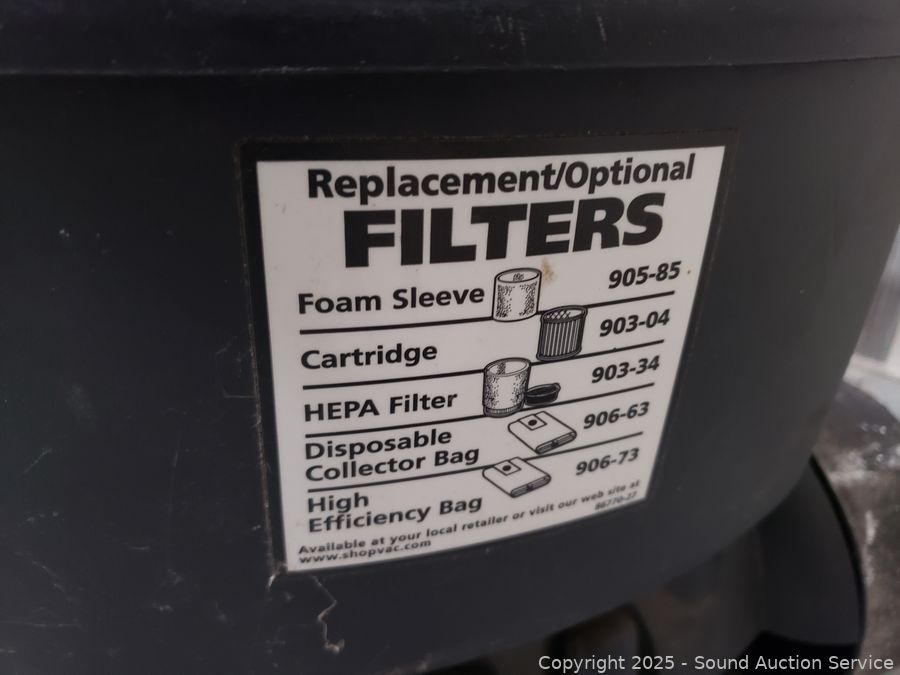 Replacement/Optional
FILTERS
Foam Sleeve 905-85
Cartridge 903-04
HEPA Filter 903-34
Disposable
Collector Bag 906-63
High
Efficiency Bag 906-73
Available at your local retailer or visit our web site at
www.shopvac.com
86770-27
Copyright 2025 - Sound Auction Service